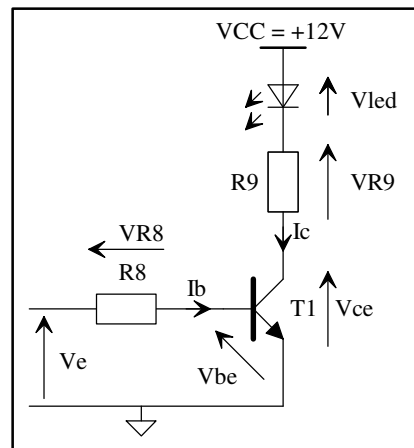 VCC = +12V
Vled
R9
VR9
VR8
Ic
R8
Ib
T1
Vce
Ve
Vbe